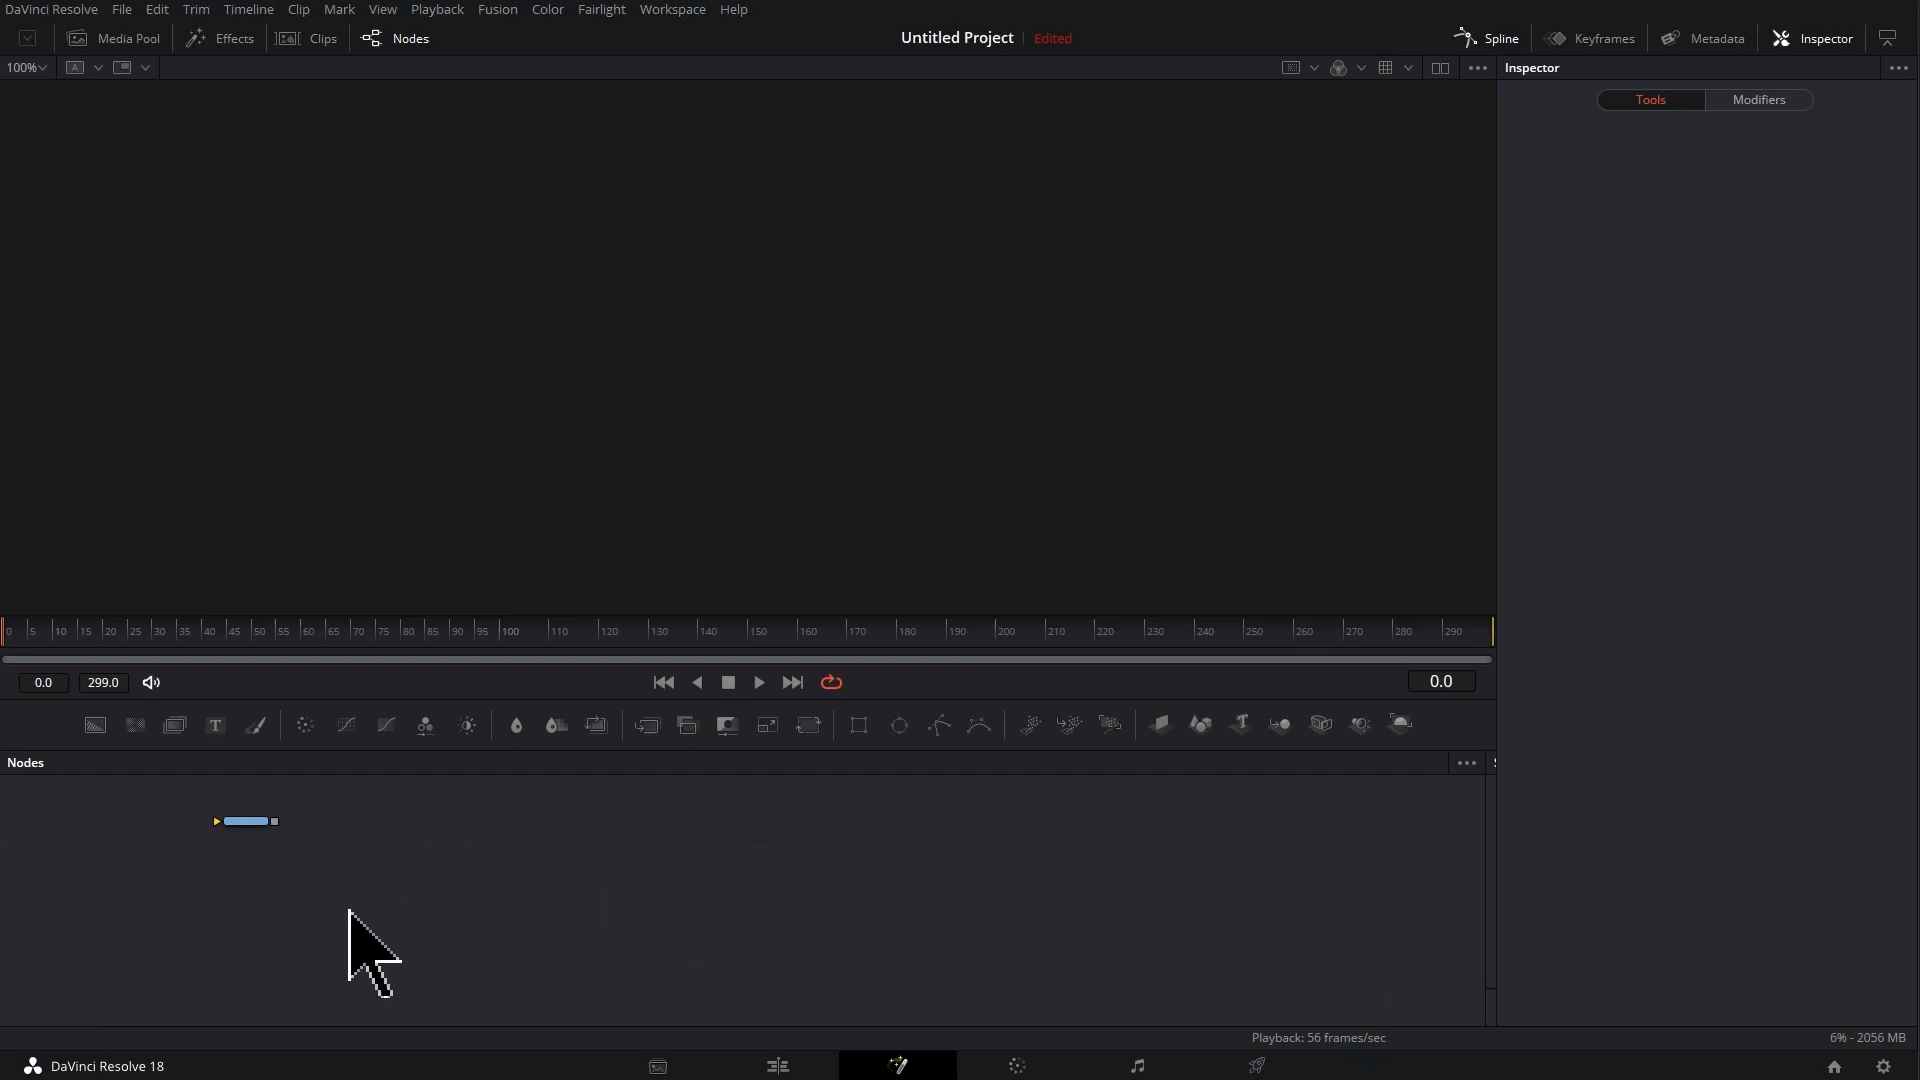 DaVinci Resolve File Edit Trim Timeline Clip Mark View Playback Fusion Color Fairlight Workspace Help
Media Pool Effects Clips Nodes Untitled Project Edited Spline Keyframes Metadata Inspector
100% A Inspector
Tools Modifiers
0 5 10 15 20 25 30 35 40 45 50 55 60 65 70 75 80 85 90 95 100 110 120 130 140 150 160 170 180 190 200 210 220 230 240 250 260 270 280 290
0.0 299.0 0.0
T T
Nodes
Playback: 56 frames/sec 6% - 2056 MB
DaVinci Resolve 18